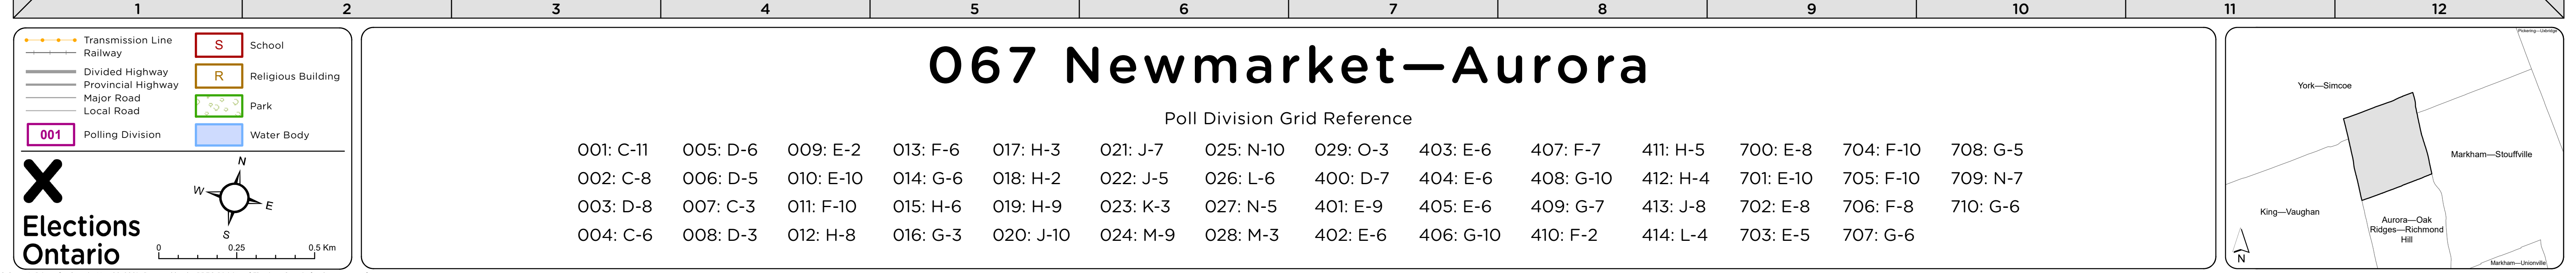 1 2 3 4 5 6 7 8 9 10 11 12
Transmission Line
Railway
Divided Highway
Provincial Highway
Major Road
Local Road
001 Polling Division
S School
R Religious Building
Park
Water Body
Elections
Ontario
N
W
E
S
0 0.25 0.5 Km
067 Newmarket—Aurora
Poll Division Grid Reference
001: C-11 005: D-6 009: E-2 013: F-6 017: H-3 021: J-7 025: N-10 029: O-3 403: E-6 407: F-7 411: H-5 700: E-8 704: F-10 708: G-5
002: C-8 006: D-5 010: E-10 014: G-6 018: H-2 022: J-5 026: L-6 400: D-7 404: E-6 408: G-10 412: H-4 701: E-10 705: F-10 709: N-7
003: D-8 007: C-3 011: F-10 015: H-6 019: H-9 023: K-3 027: N-5 401: E-9 405: E-6 409: G-7 413: J-8 702: E-8 706: F-8 710: G-6
004: C-6 008: D-3 012: H-8 016: G-3 020: J-10 024: M-9 028: M-3 402: E-6 406: G-10 410: F-2 414: L-4 703: E-5 707: G-6
Pickering—Uxbridge
York—Simcoe
Markham—Stouffville
King—Vaughan
Aurora—Oak
Ridges—Richmond
Hill
Markham—Unionville
N